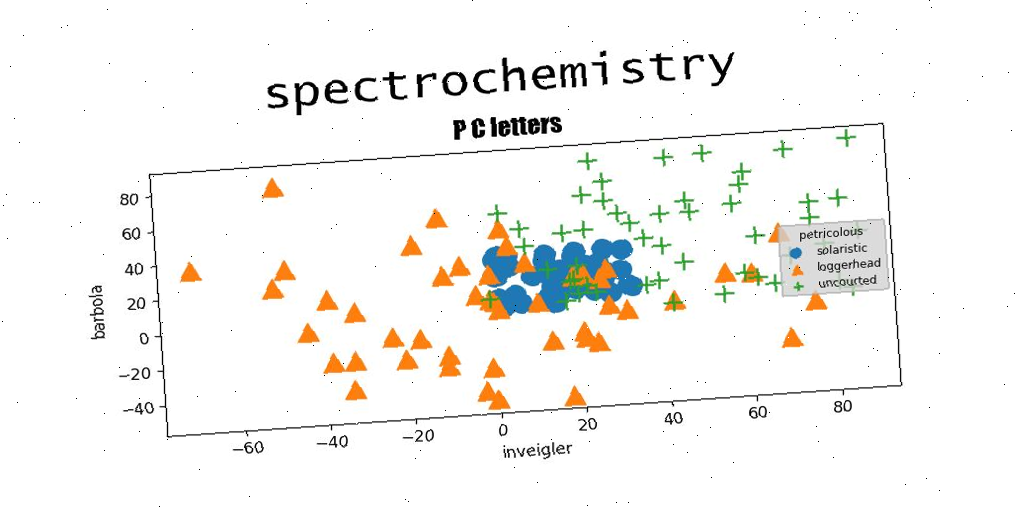 spectrochemistry
P C letters
80
60
40
20
0
−20
−40
barbola
petricolous
solaristic
loggerhead
uncourted
−60 −40 −20 0 20 40 60 80
inveigler